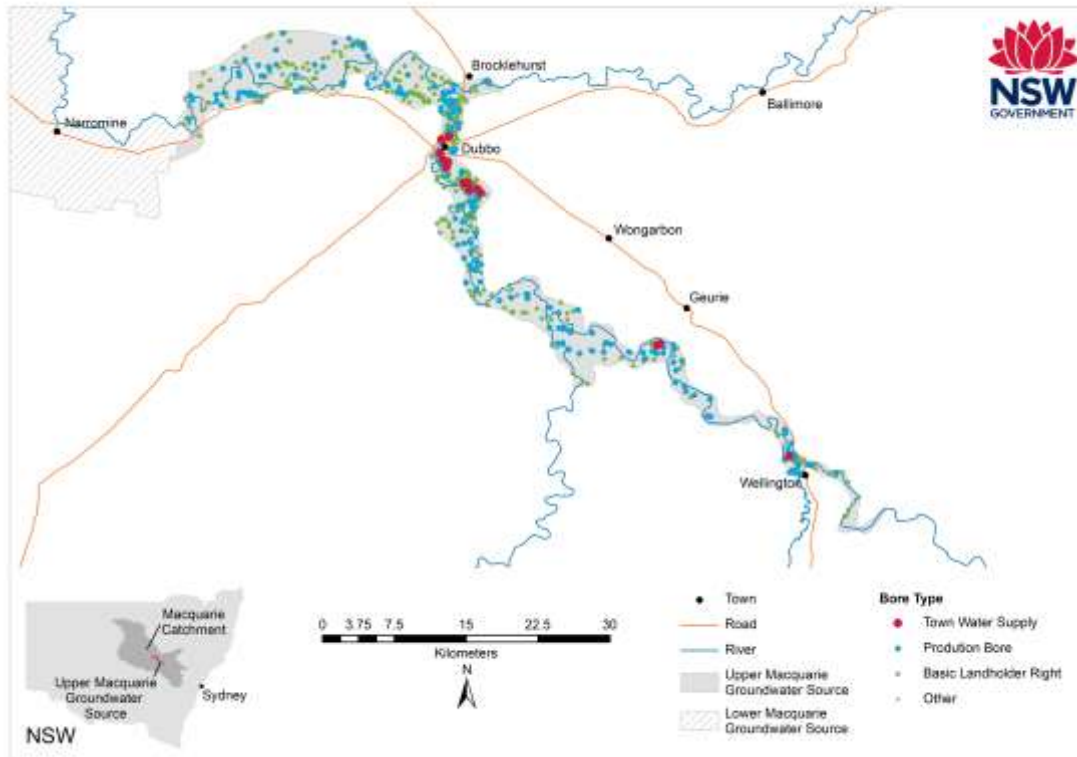 NSW
GOVERNMENT
Brocklehurst
Ballimore
Narromine
Dubbo
Wongarbon
Geurie
Wellington
Macquarie
Catchment
Upper Macquarie
Groundwater
Source
Sydney
NSW
0 3.75 7.5 15 22.5 30
Kilometers
N
Town
Road
River
Upper Macquarie
Groundwater Source
Lower Macquarie
Groundwater Source
Bore Type
Town Water Supply
Prodution Bore
Basic Landholder Right
Other